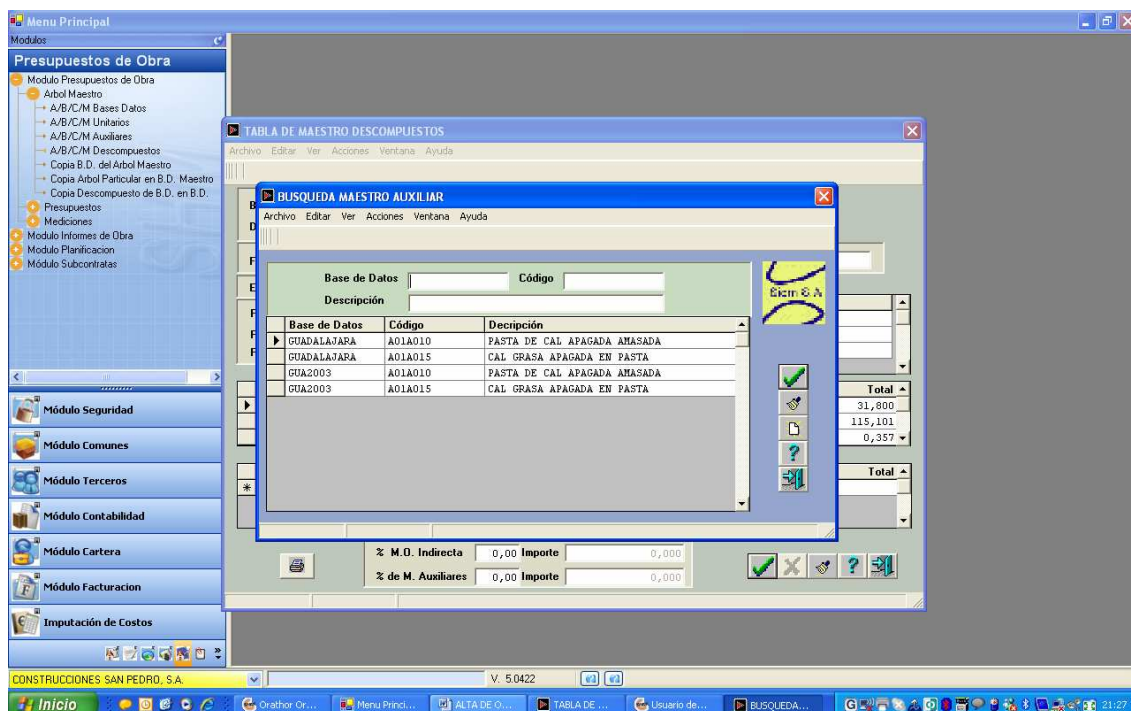 Menu Principal
Modulos
Presupuestos de Obra
Modulo Presupuestos de Obra
Arbol Maestro
A/B/C/M Bases Datos
A/B/C/M Unitarios
A/B/C/M Auxiliares
A/B/C/M Descompuestos
Copia B.D. del Arbol Maestro
Copia Arbol Particular en B.D. Maestro
Copia Descompuesto de B.D. en B.D.
Presupuestos
Mediciones
Modulo Informes de Obra
Modulo Planificacion
Módulo Subcontratas
Módulo Seguridad
Módulo Comunes
Módulo Terceros
Módulo Contabilidad
Módulo Cartera
Módulo Facturacion
Imputación de Costos
TABLA DE MAESTRO DESCOMPUESTOS
Archivo Editar Ver Acciones Ventana Ayuda
BUSQUEDA MAESTRO AUXILIAR
Archivo Editar Ver Acciones Ventana Ayuda
Base de Datos Código
Descripción
Sicm S.A
Base de Datos Código Decripción
GUADALAJARA A01A010 PASTA DE CAL APAGADA AMASADA
GUADALAJARA A01A015 CAL GRASA APAGADA EN PASTA
GUA2003 A01A010 PASTA DE CAL APAGADA AMASADA
GUA2003 A01A015 CAL GRASA APAGADA EN PASTA
Total
31,800
115,101
0,357
Total
% M.O. Indirecta 0,00 Importe 0,000
% de M. Auxiliares 0,00 Importe 0,000
CONSTRUCCIONES SAN PEDRO, S.A. V. 5.0422
Inicio Orathor Or... Menu Princi... ALTA DE O... TABLA DE ... Usuario de... BUSQUEDA... 21:27